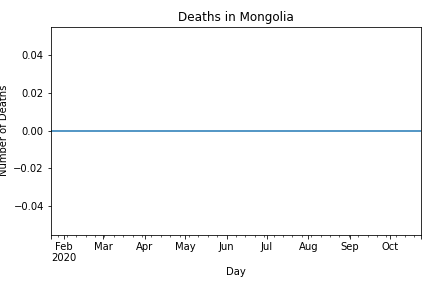 Deaths in Mongolia
Number of Deaths
0.04
0.02
0.00
−0.02
−0.04
Feb Mar Apr May Jun Jul Aug Sep Oct
2020
Day